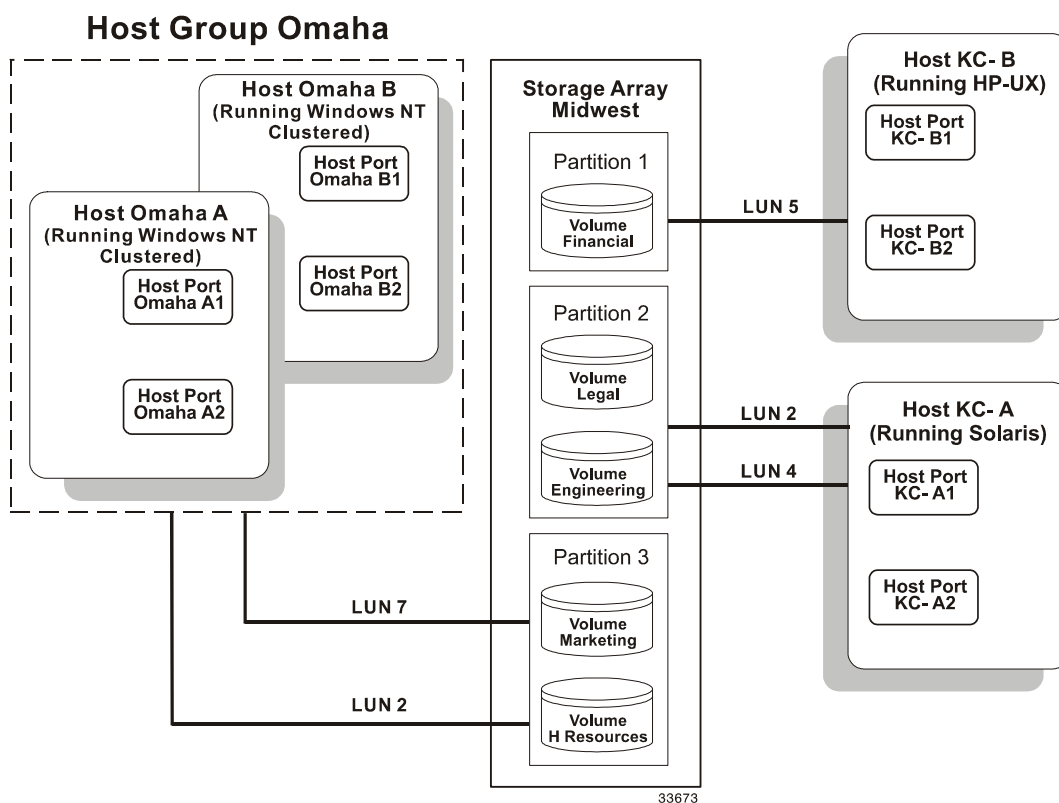 Host Group Omaha
Host Omaha B
(Running Windows NT
Clustered)
Host Port
Omaha B1
Host Port
Omaha B2
Host Omaha A
(Running Windows NT
Clustered)
Host Port
Omaha A1
Host Port
Omaha A2
Storage Array
Midwest
Partition 1
Volume
Financial
Partition 2
Volume
Legal
Volume
Engineering
Partition 3
Volume
Marketing
Volume
H Resources
LUN 5
LUN 2
LUN 4
LUN 7
LUN 2
Host KC- B
(Running HP-UX)
Host Port
KC- B1
Host Port
KC- B2
Host KC- A
(Running Solaris)
Host Port
KC- A1
Host Port
KC- A2
33673